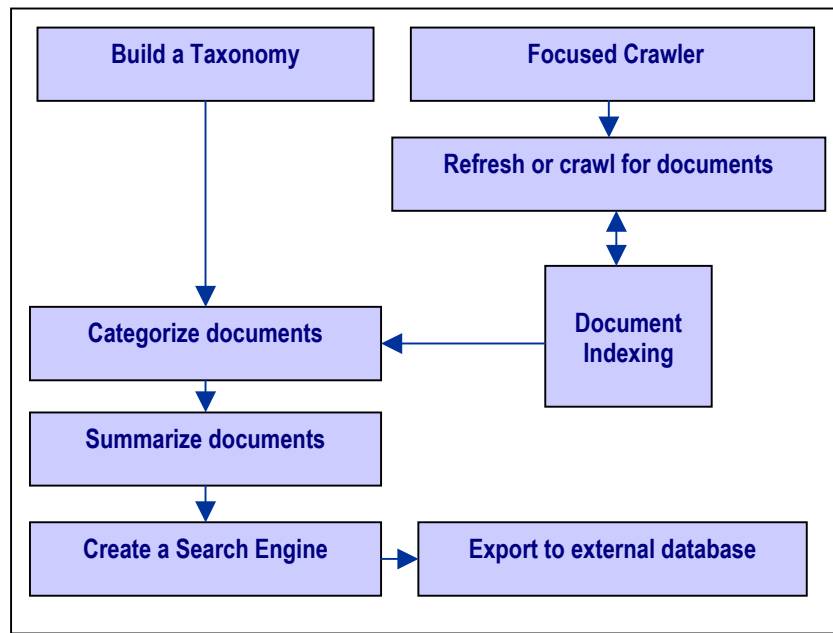 Build a Taxonomy
Focused Crawler
Refresh or crawl for documents
Categorize documents
Document
Indexing
Summarize documents
Create a Search Engine
Export to external database